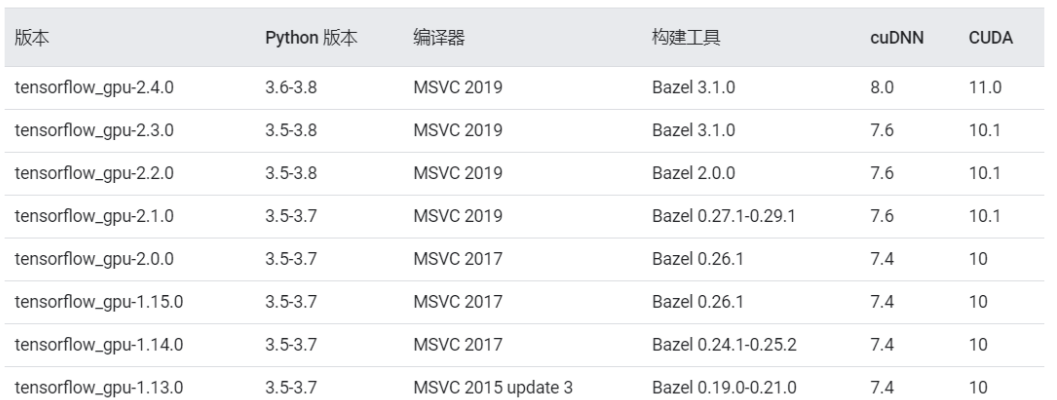 版本 Python 版本 编译器 构建工具 cuDNN CUDA
tensorflow_gpu-2.4.0 3.6-3.8 MSVC 2019 Bazel 3.1.0 8.0 11.0
tensorflow_gpu-2.3.0 3.5-3.8 MSVC 2019 Bazel 3.1.0 7.6 10.1
tensorflow_gpu-2.2.0 3.5-3.8 MSVC 2019 Bazel 2.0.0 7.6 10.1
tensorflow_gpu-2.1.0 3.5-3.7 MSVC 2019 Bazel 0.27.1-0.29.1 7.6 10.1
tensorflow_gpu-2.0.0 3.5-3.7 MSVC 2017 Bazel 0.26.1 7.4 10
tensorflow_gpu-1.15.0 3.5-3.7 MSVC 2017 Bazel 0.26.1 7.4 10
tensorflow_gpu-1.14.0 3.5-3.7 MSVC 2017 Bazel 0.24.1-0.25.2 7.4 10
tensorflow_gpu-1.13.0 3.5-3.7 MSVC 2015 update 3 Bazel 0.19.0-0.21.0 7.4 10